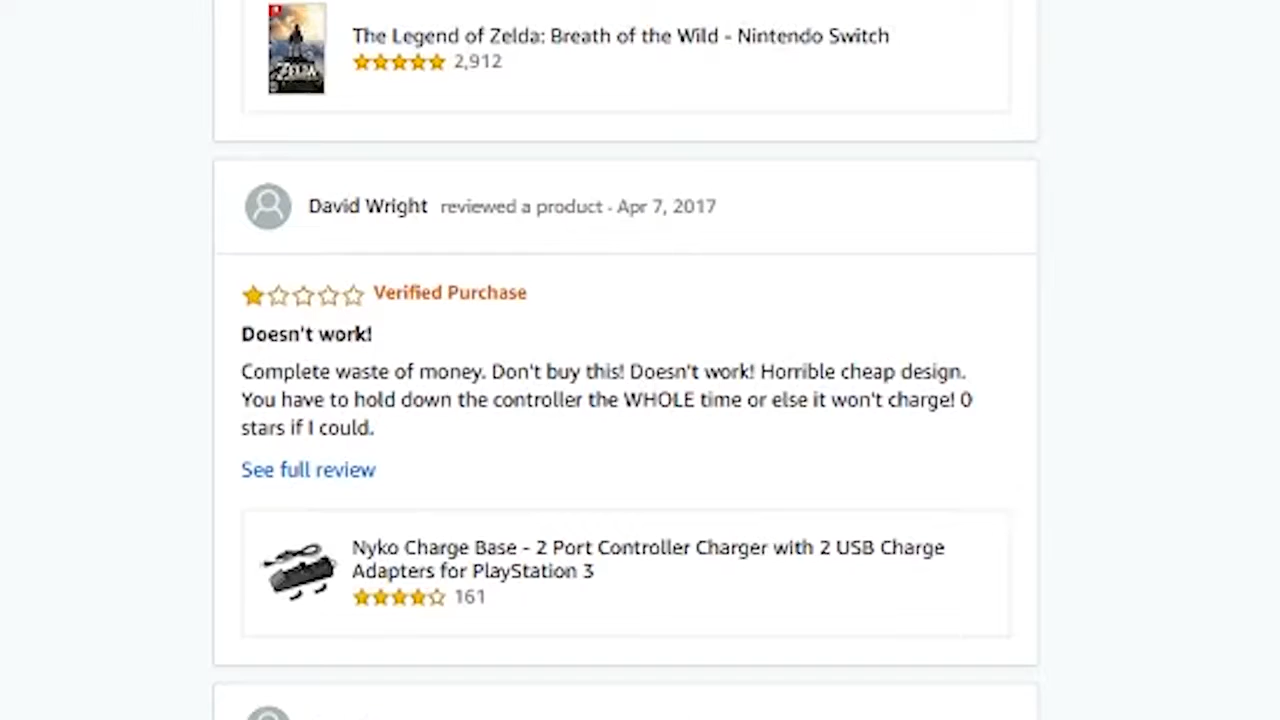 The Legend of Zelda: Breath of the Wild - Nintendo Switch
2,912
ZELDA
David Wright reviewed a product - Apr 7, 2017
Verified Purchase
Doesn't work!
Complete waste of money. Don't buy this! Doesn't work! Horrible cheap design.
You have to hold down the controller the WHOLE time or else it won't charge! 0
stars if I could.
See full review
Nyko Charge Base - 2 Port Controller Charger with 2 USB Charge
Adapters for PlayStation 3
161